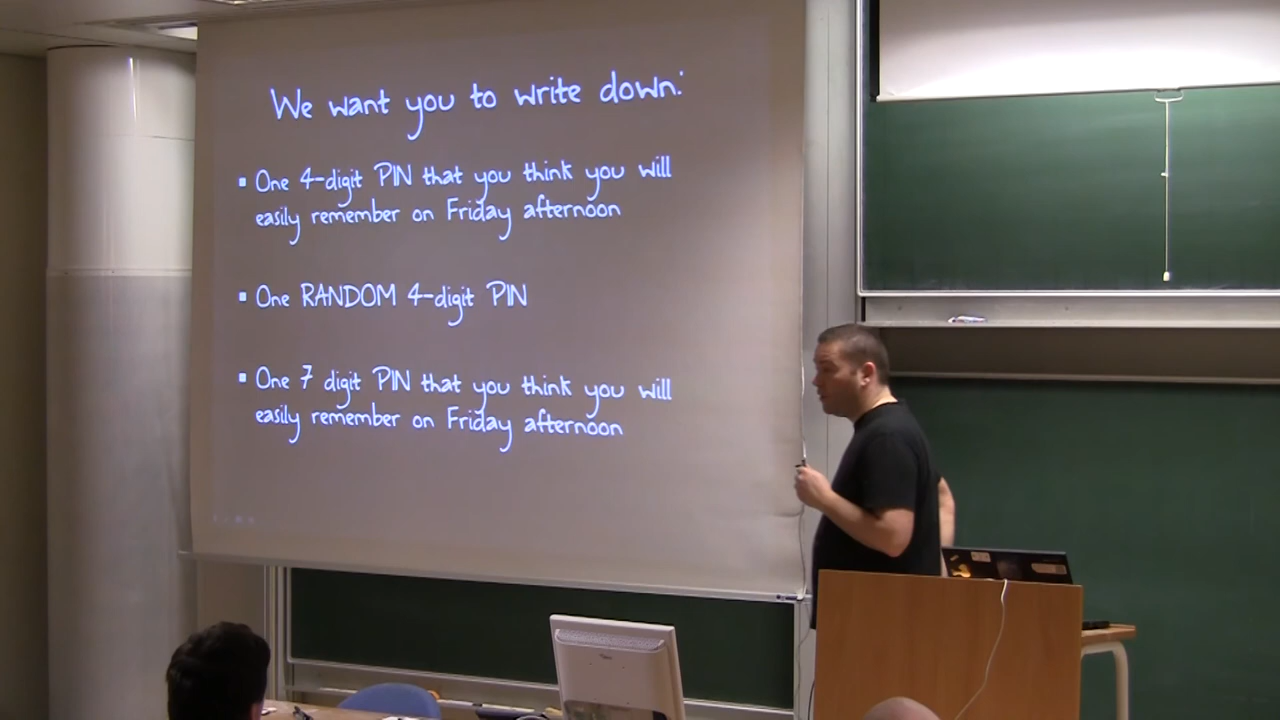 We want you to write down:
▪ One 4-digit PIN that you think you will
easily remember on Friday afternoon
▪ One RANDOM 4-digit PIN
▪ One 7 digit PIN that you think you will
easily remember on Friday afternoon